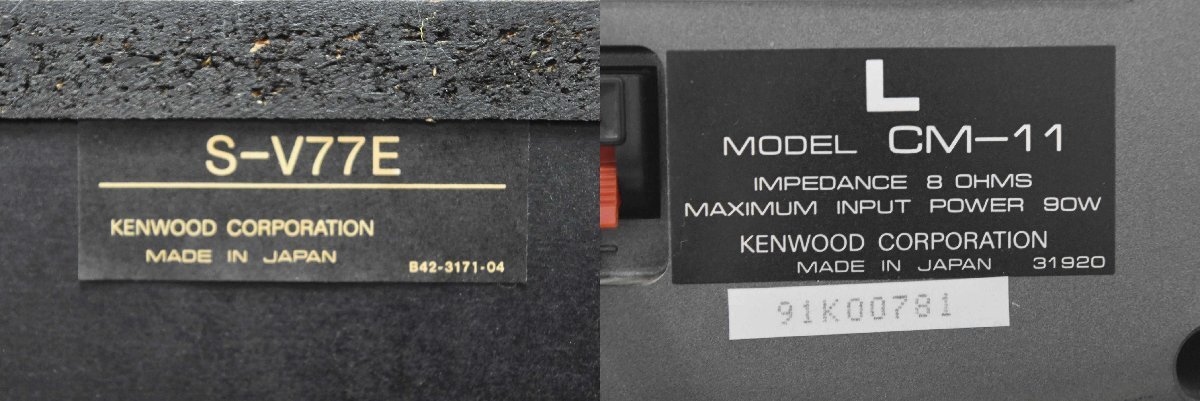 S-V77E
KENWOOD CORPORATION
MADE IN JAPAN
B42-3171-04
L
MODEL CM-11
IMPEDANCE 8 OHMS
MAXIMUM INPUT POWER 90W
KENWOOD CORPORATION
MADE IN JAPAN 31920
91K00781